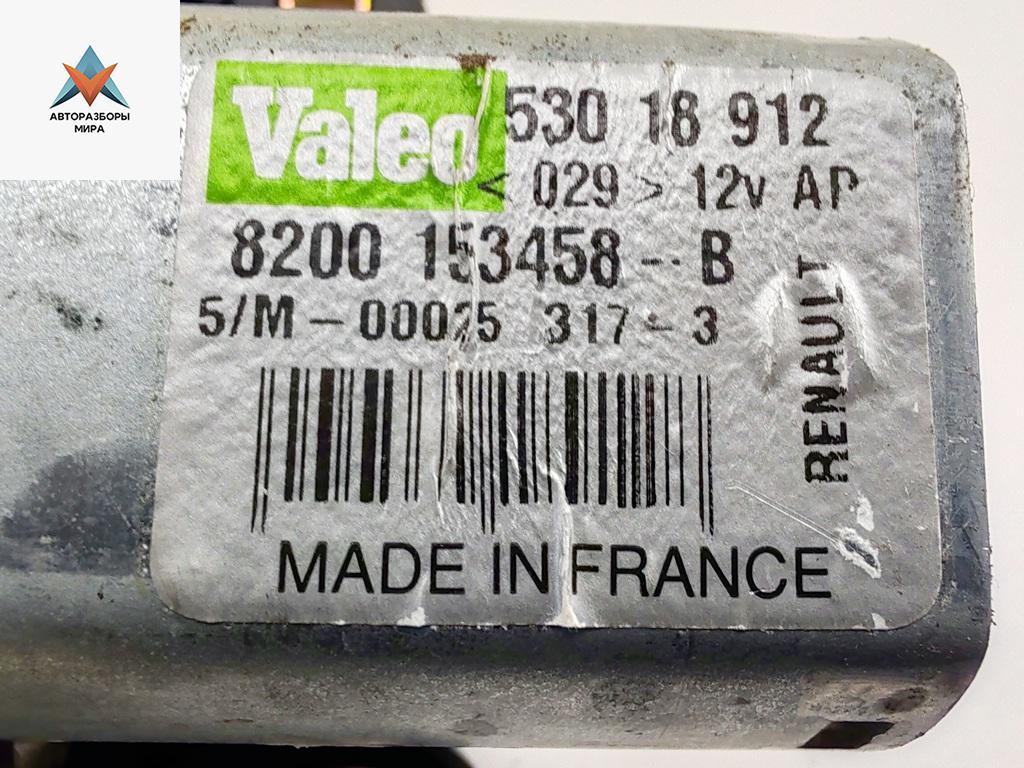 АВТОРАЗБОРЫ
МИРА
Valeo
530 18 912
< 029 > 12v AP
8200 153458 - B
5/M - 00025 317 - 3
RENAULT
MADE IN FRANCE